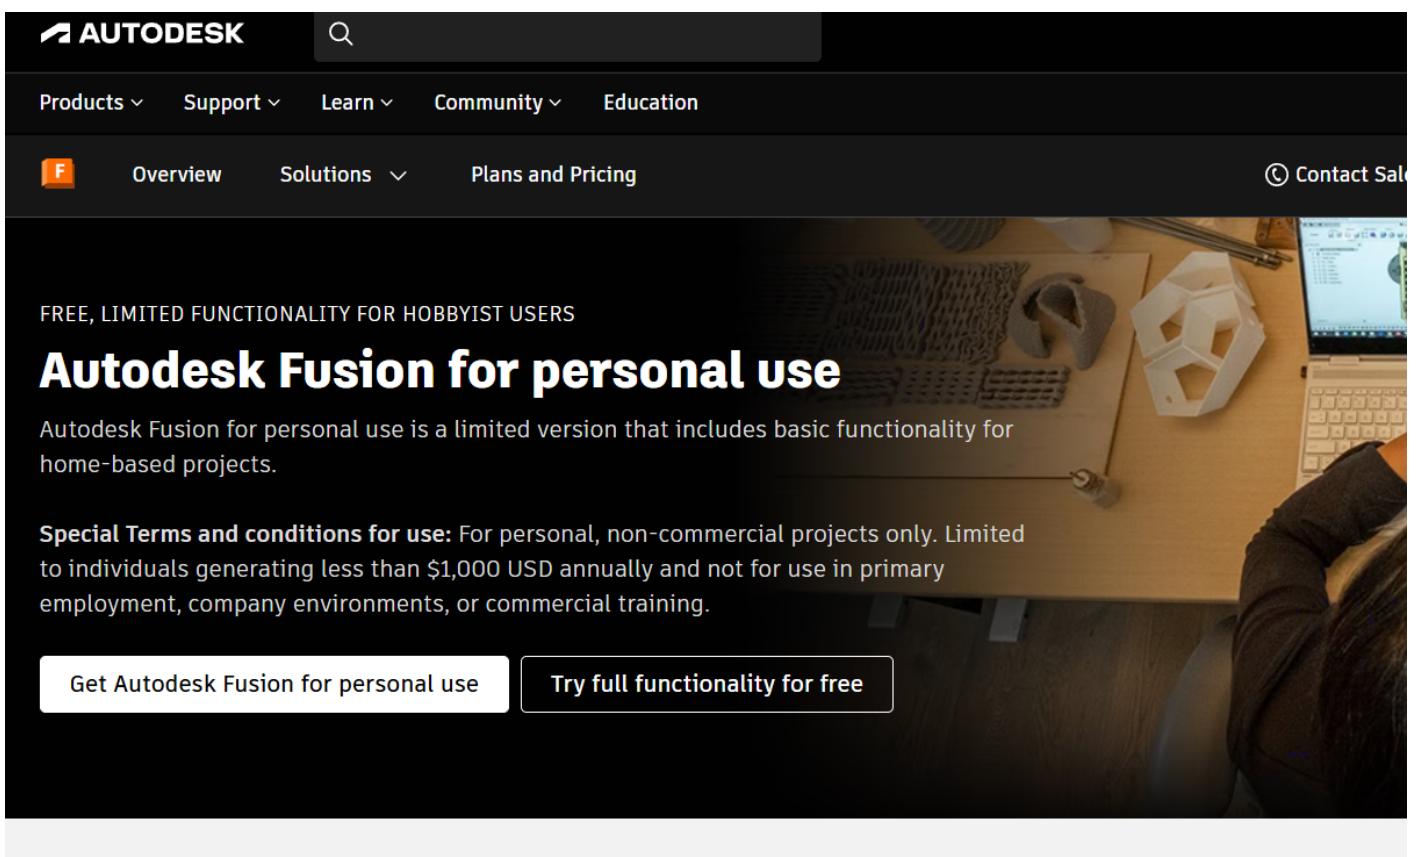 AUTODESK
Products Support Learn Community Education
F Overview Solutions Plans and Pricing Contact
FREE, LIMITED FUNCTIONALITY FOR HOBBYIST USERS
Autodesk Fusion for personal use
Autodesk Fusion for personal use is a limited version that includes basic functionality for
home-based projects.
Special Terms and conditions for use: For personal, non-commercial projects only. Limited
to individuals generating less than $1,000 USD annually and not for use in primary
employment, company environments, or commercial training.
Get Autodesk Fusion for personal use Try full functionality for free